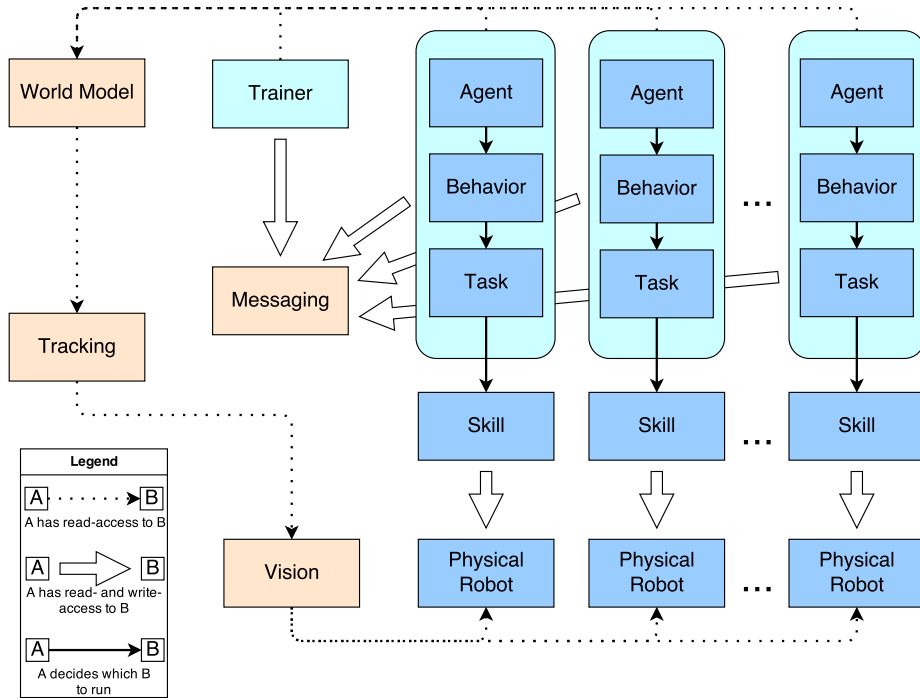 World Model
Trainer
Agent
Agent
Agent
Behavior
Behavior
Behavior
...
Task
Task
Task
Messaging
Tracking
Skill
Skill
...
Skill
Legend
A
B
A has read-access to B
A
B
A has read- and write-
access to B
A
B
A decides which B
to run
Vision
Physical
Robot
Physical
Robot
...
Physical
Robot